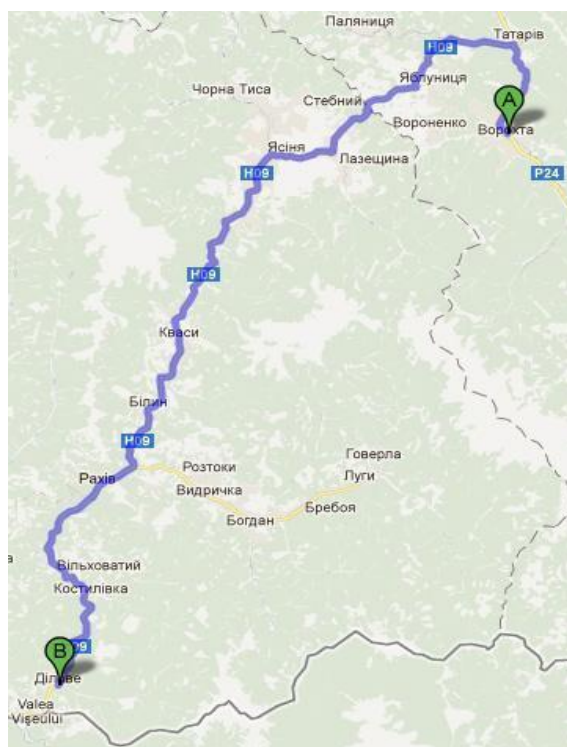 Паляниця
Татарів
H09
Яблуниця
Чорна Тиса
Стебний
A
Вороненко
Ворохта
Ясіня
Лазещина
H09
P24
H09
Кваси
Білин
H09
Говерла
Розтоки
Луги
Рахів
Видричка
Бребоя
Богдан
а
Вільховатий
Костилівка
B
Ділове
Valea
Vișeului